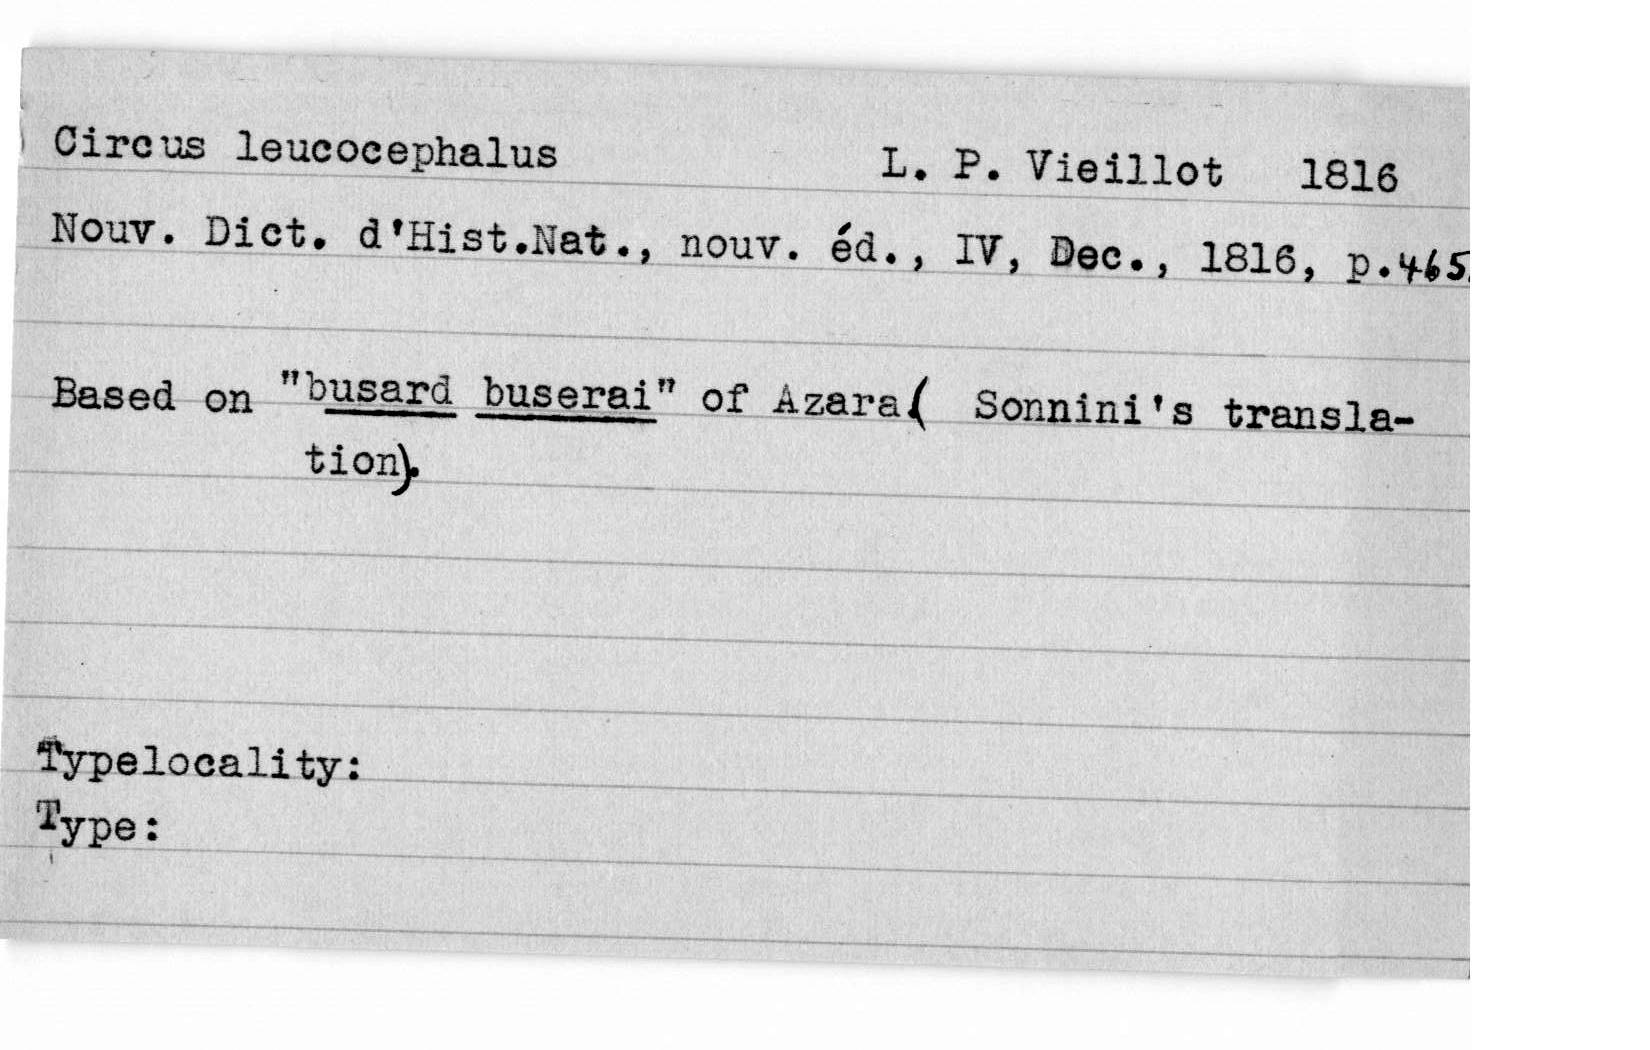 Circus leucocephalus L. P. Vieillot 1816
Nouv. Dict. d'Hist.Nat., nouv. éd., IV, Dec., 1816, p.465.
Based on "busard buserai" of Azara( Sonnini's transla-
tion).
Typelocality:
Type: